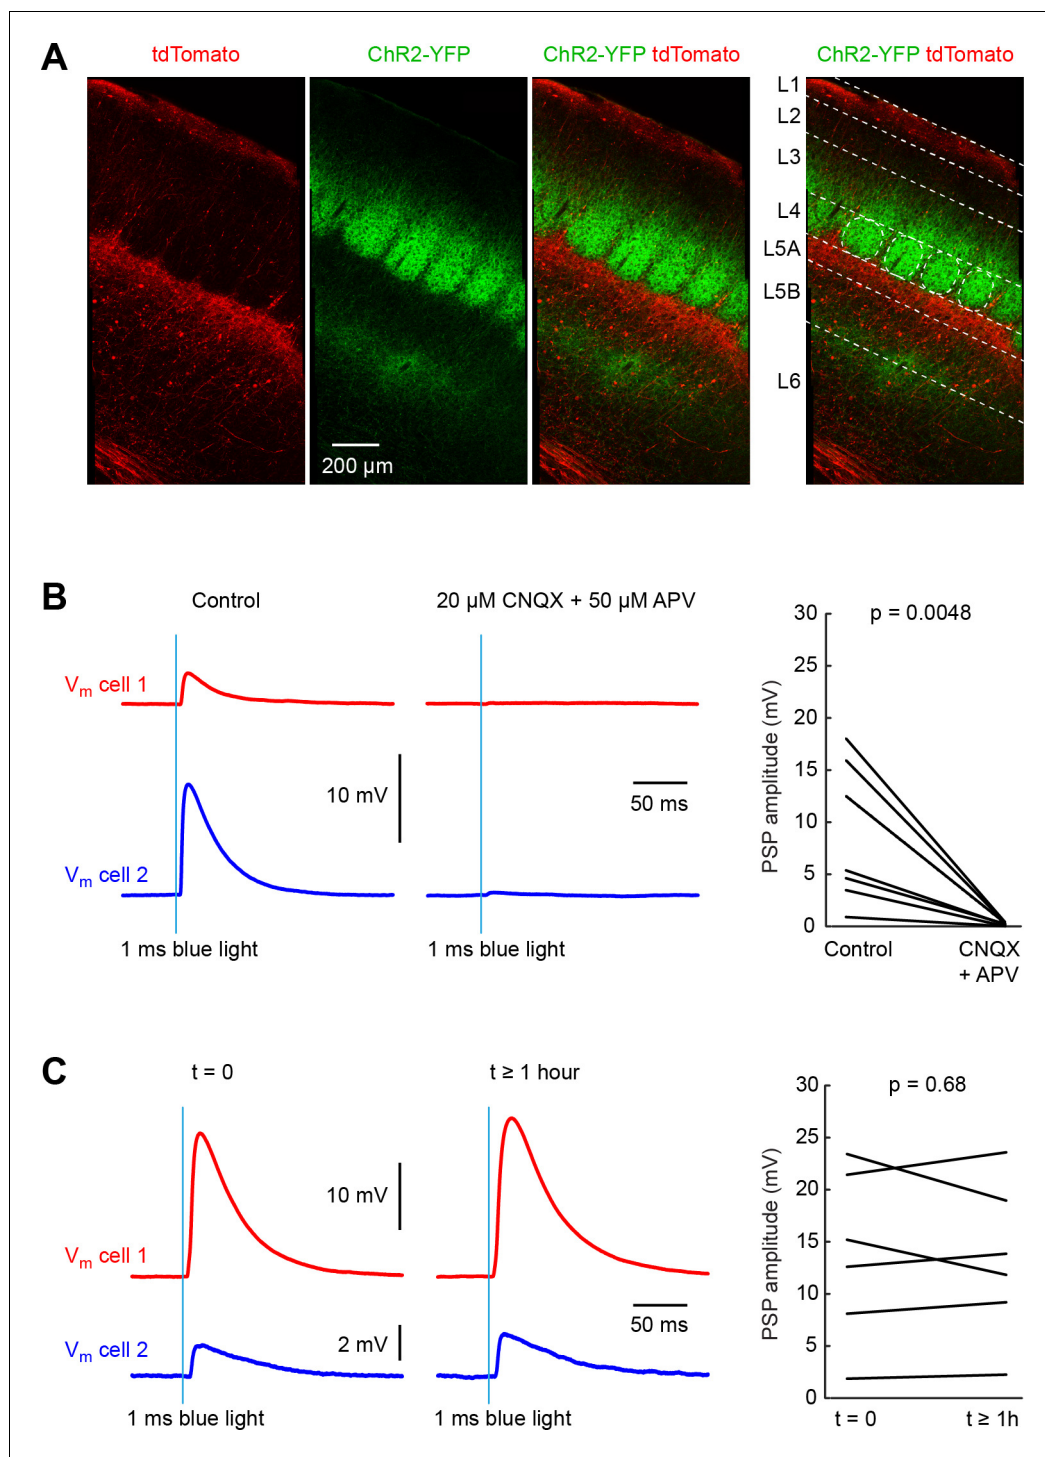 A
tdTomato
ChR2-YFP
ChR2-YFP tdTomato
ChR2-YFP tdTomato
L1
L2
L3
L4
L5A
L5B
L6
200 µm
B
Control
20 µM CNQX + 50 µM APV
Vm cell 1
Vm cell 2
10 mV
50 ms
1 ms blue light
1 ms blue light
p = 0.0048
PSP amplitude (mV)
30
25
20
15
10
5
0
Control
CNQX
+ APV
C
t = 0
t ≥ 1 hour
Vm cell 1
Vm cell 2
10 mV
2 mV
50 ms
1 ms blue light
1 ms blue light
p = 0.68
PSP amplitude (mV)
30
25
20
15
10
5
0
t = 0
t ≥ 1h